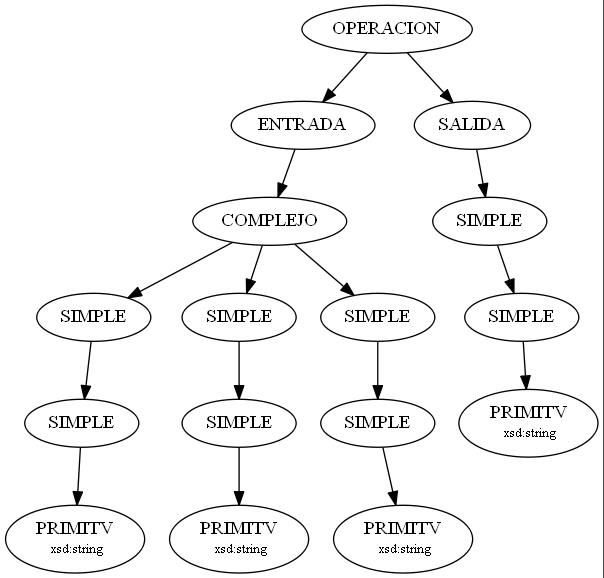 OPERACION
ENTRADA
SALIDA
COMPLEJO
SIMPLE
SIMPLE
SIMPLE
SIMPLE
SIMPLE
SIMPLE
SIMPLE
SIMPLE
PRIMITV
xsd:string
PRIMITV
xsd:string
PRIMITV
xsd:string
PRIMITV
xsd:string